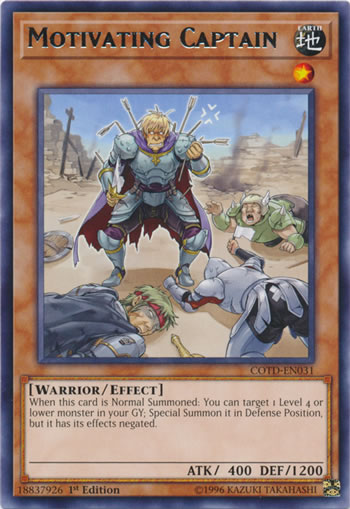 MOTIVATING CAPTAIN
EARTH
地
COTD-EN031
[WARRIOR/EFFECT]
When this card is Normal Summoned: You can target 1 Level 4 or
lower monster in your GY; Special Summon it in Defense Position,
but it has its effects negated.
ATK/ 400 DEF/1200
18837926 1st Edition ©1996 KAZUKI TAKAHASHI